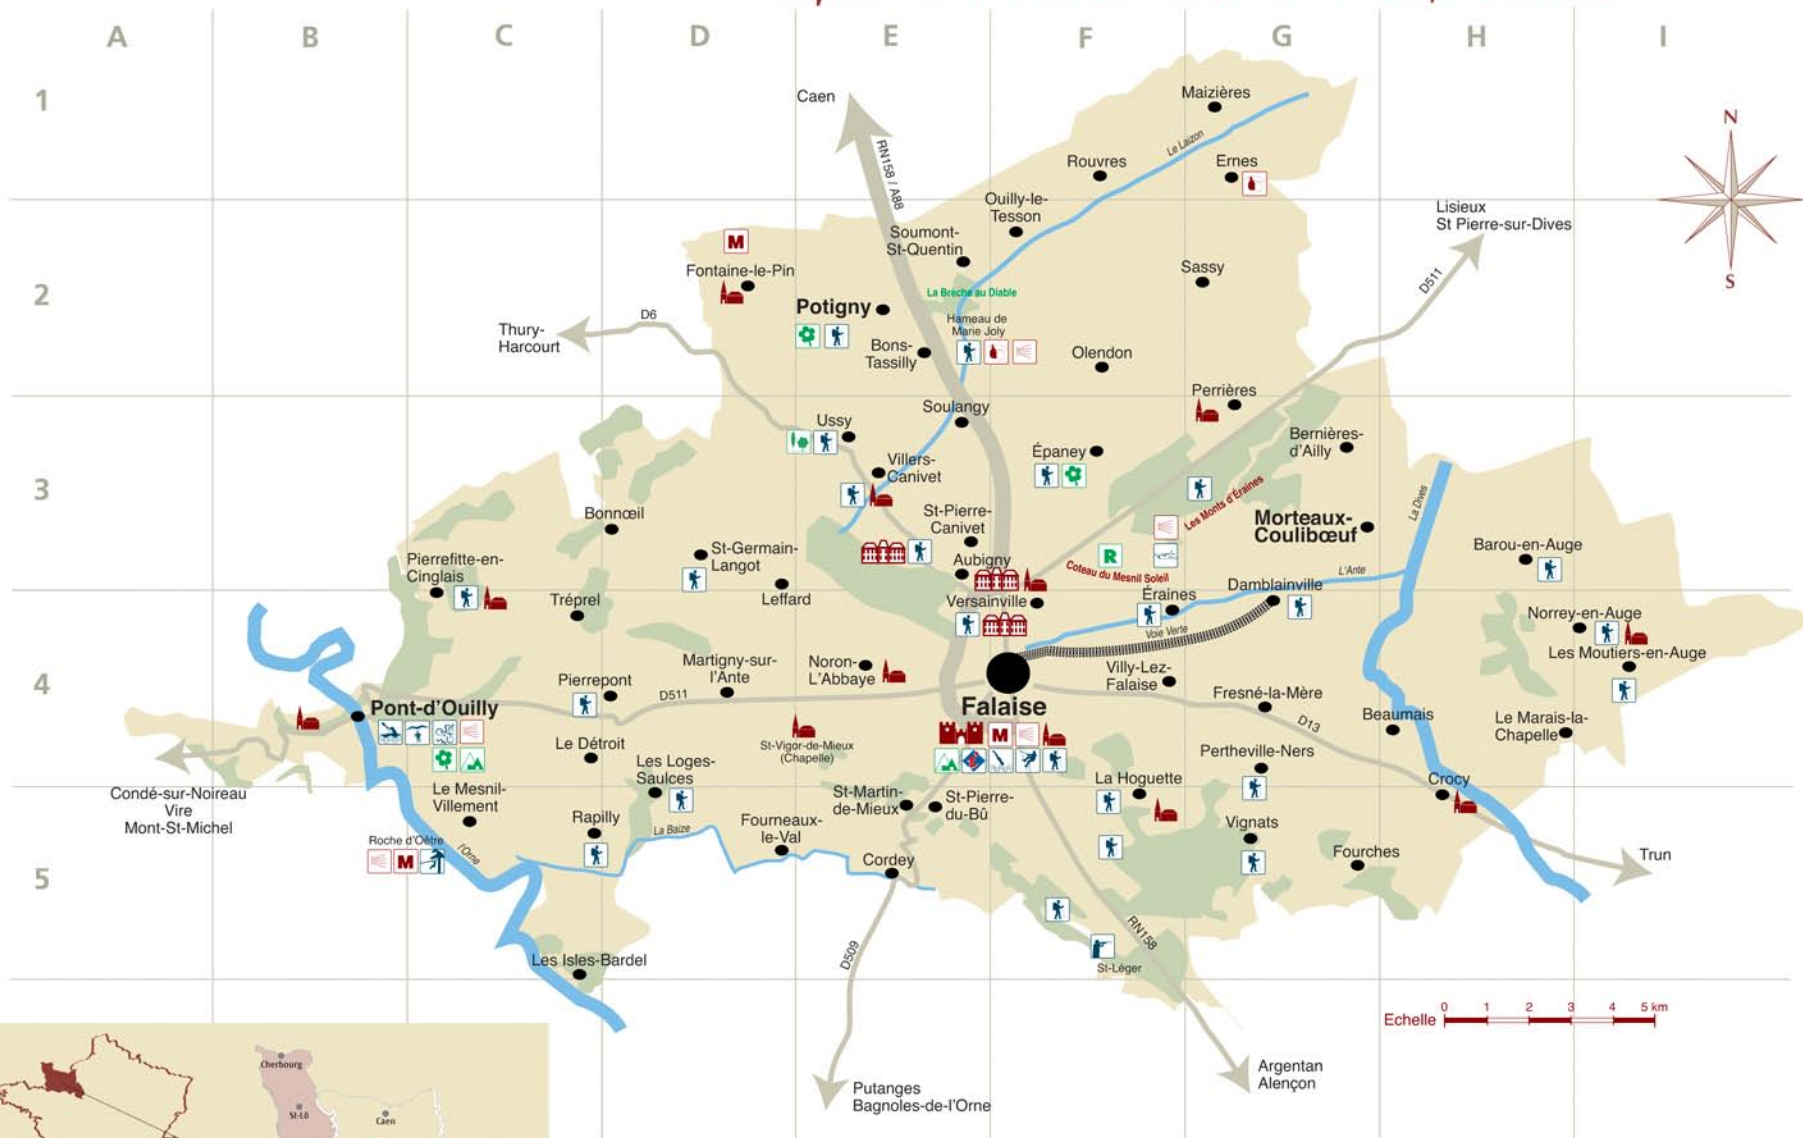 A B C D E F G H I
1
2
3
4
5
Caen
RN158 / A88
Maizières
Le Laizon
Rouvres
Ernes
Ouilly-le-
Tesson
Soumont-
St-Quentin
Lisieux
St Pierre-sur-Dives
D511
N
S
M
Fontaine-le-Pin
La Brèche au Diable
Sassy
Potigny
Hameau de
Marie Joly
D6
Thury-
Harcourt
Bons-
Tassilly
Olendon
Perrières
Soulangy
Ussy
Bernières-
d'Ailly
Épaney
Villers-
Canivet
La Dives
Les Monts d'Éraines
Bonnœil
St-Pierre-
Canivet
Morteaux-
Coulibœuf
St-Germain-
Langot
Barou-en-Auge
Pierrefitte-en-
Cinglais
Aubigny
R
Coteau du Mesnil Soleil
L'Ante
Damblainville
Tréprel
Leffard
Versainville
Éraines
Voie Verte
Norrey-en-Auge
Les Moutiers-en-Auge
Martigny-sur-
l'Ante
Noron-
L'Abbaye
Villy-Lez-
Falaise
Pierrepont
D511
Fresné-la-Mère
D13
Pont-d'Ouilly
Falaise
M
Beaumais
Le Marais-la-
Chapelle
Le Détroit
St-Vigor-de-Mieux
(Chapelle)
Pertheville-Ners
Les Loges-
Saulces
La Hoguette
Crocy
Condé-sur-Noireau
Vire
Mont-St-Michel
Le Mesnil-
Villement
St-Martin-
de-Mieux
St-Pierre-
du-Bû
Rapilly
La Baize
Fourneaux-
le-Val
Vignats
Roche d'Oëtre
M
l'Orne
Cordey
Fourches
Trun
D509
RN158
Les Isles-Bardel
St-Léger
Echelle 0 1 2 3 4 5 km
Argentan
Alençon
Putanges
Bagnoles-de-l'Orne
Cherbourg
St-Lô
Caen